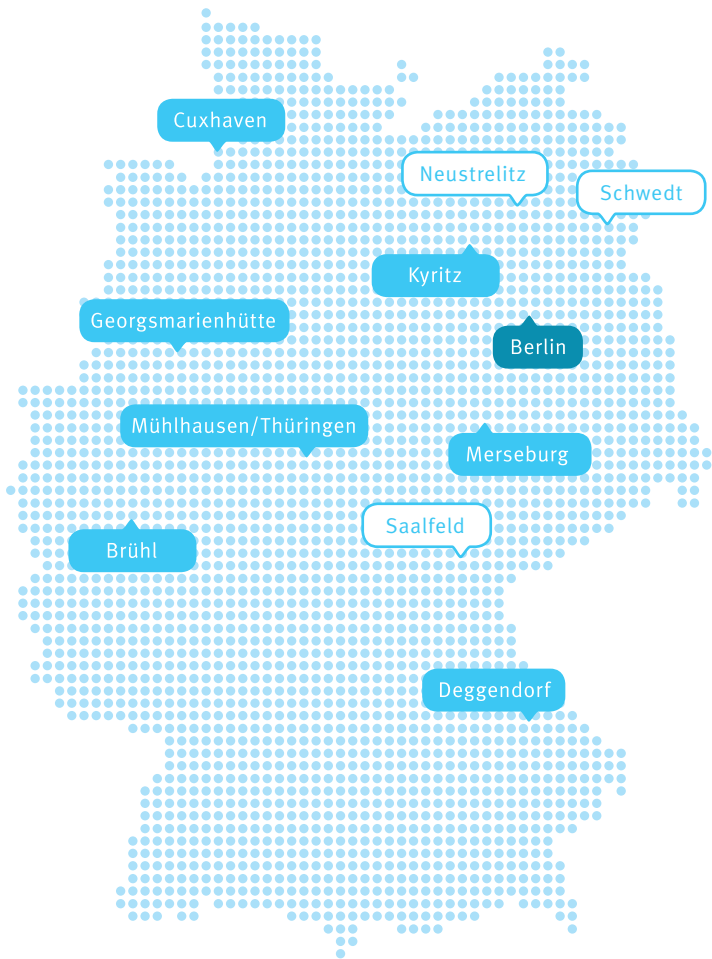 Cuxhaven
Neustrelitz
Schwedt
Kyritz
Georgsmarienhütte
Berlin
Mühlhausen/Thüringen
Merseburg
Saalfeld
Brühl
Deggendorf